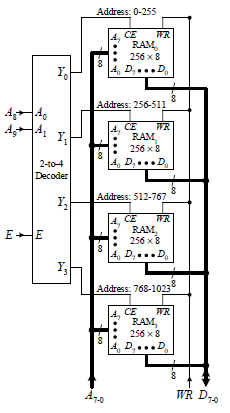 Address: 0-255
A7 CE WR
RAM0
256 × 8
A0 D7 D0
8
8
Y0
Address: 256-511
A7 CE WR
RAM1
256 × 8
A0 D7 D0
8
8
A8 A0
A9 A1
Y1
2-to-4
Decoder
Address: 512-767
Y2
A7 CE WR
RAM2
256 × 8
A0 D7 D0
8
8
E E
Y3
Address: 768-1023
A7 CE WR
RAM3
256 × 8
A0 D7 D0
8
8
A7-0 WR D7-0